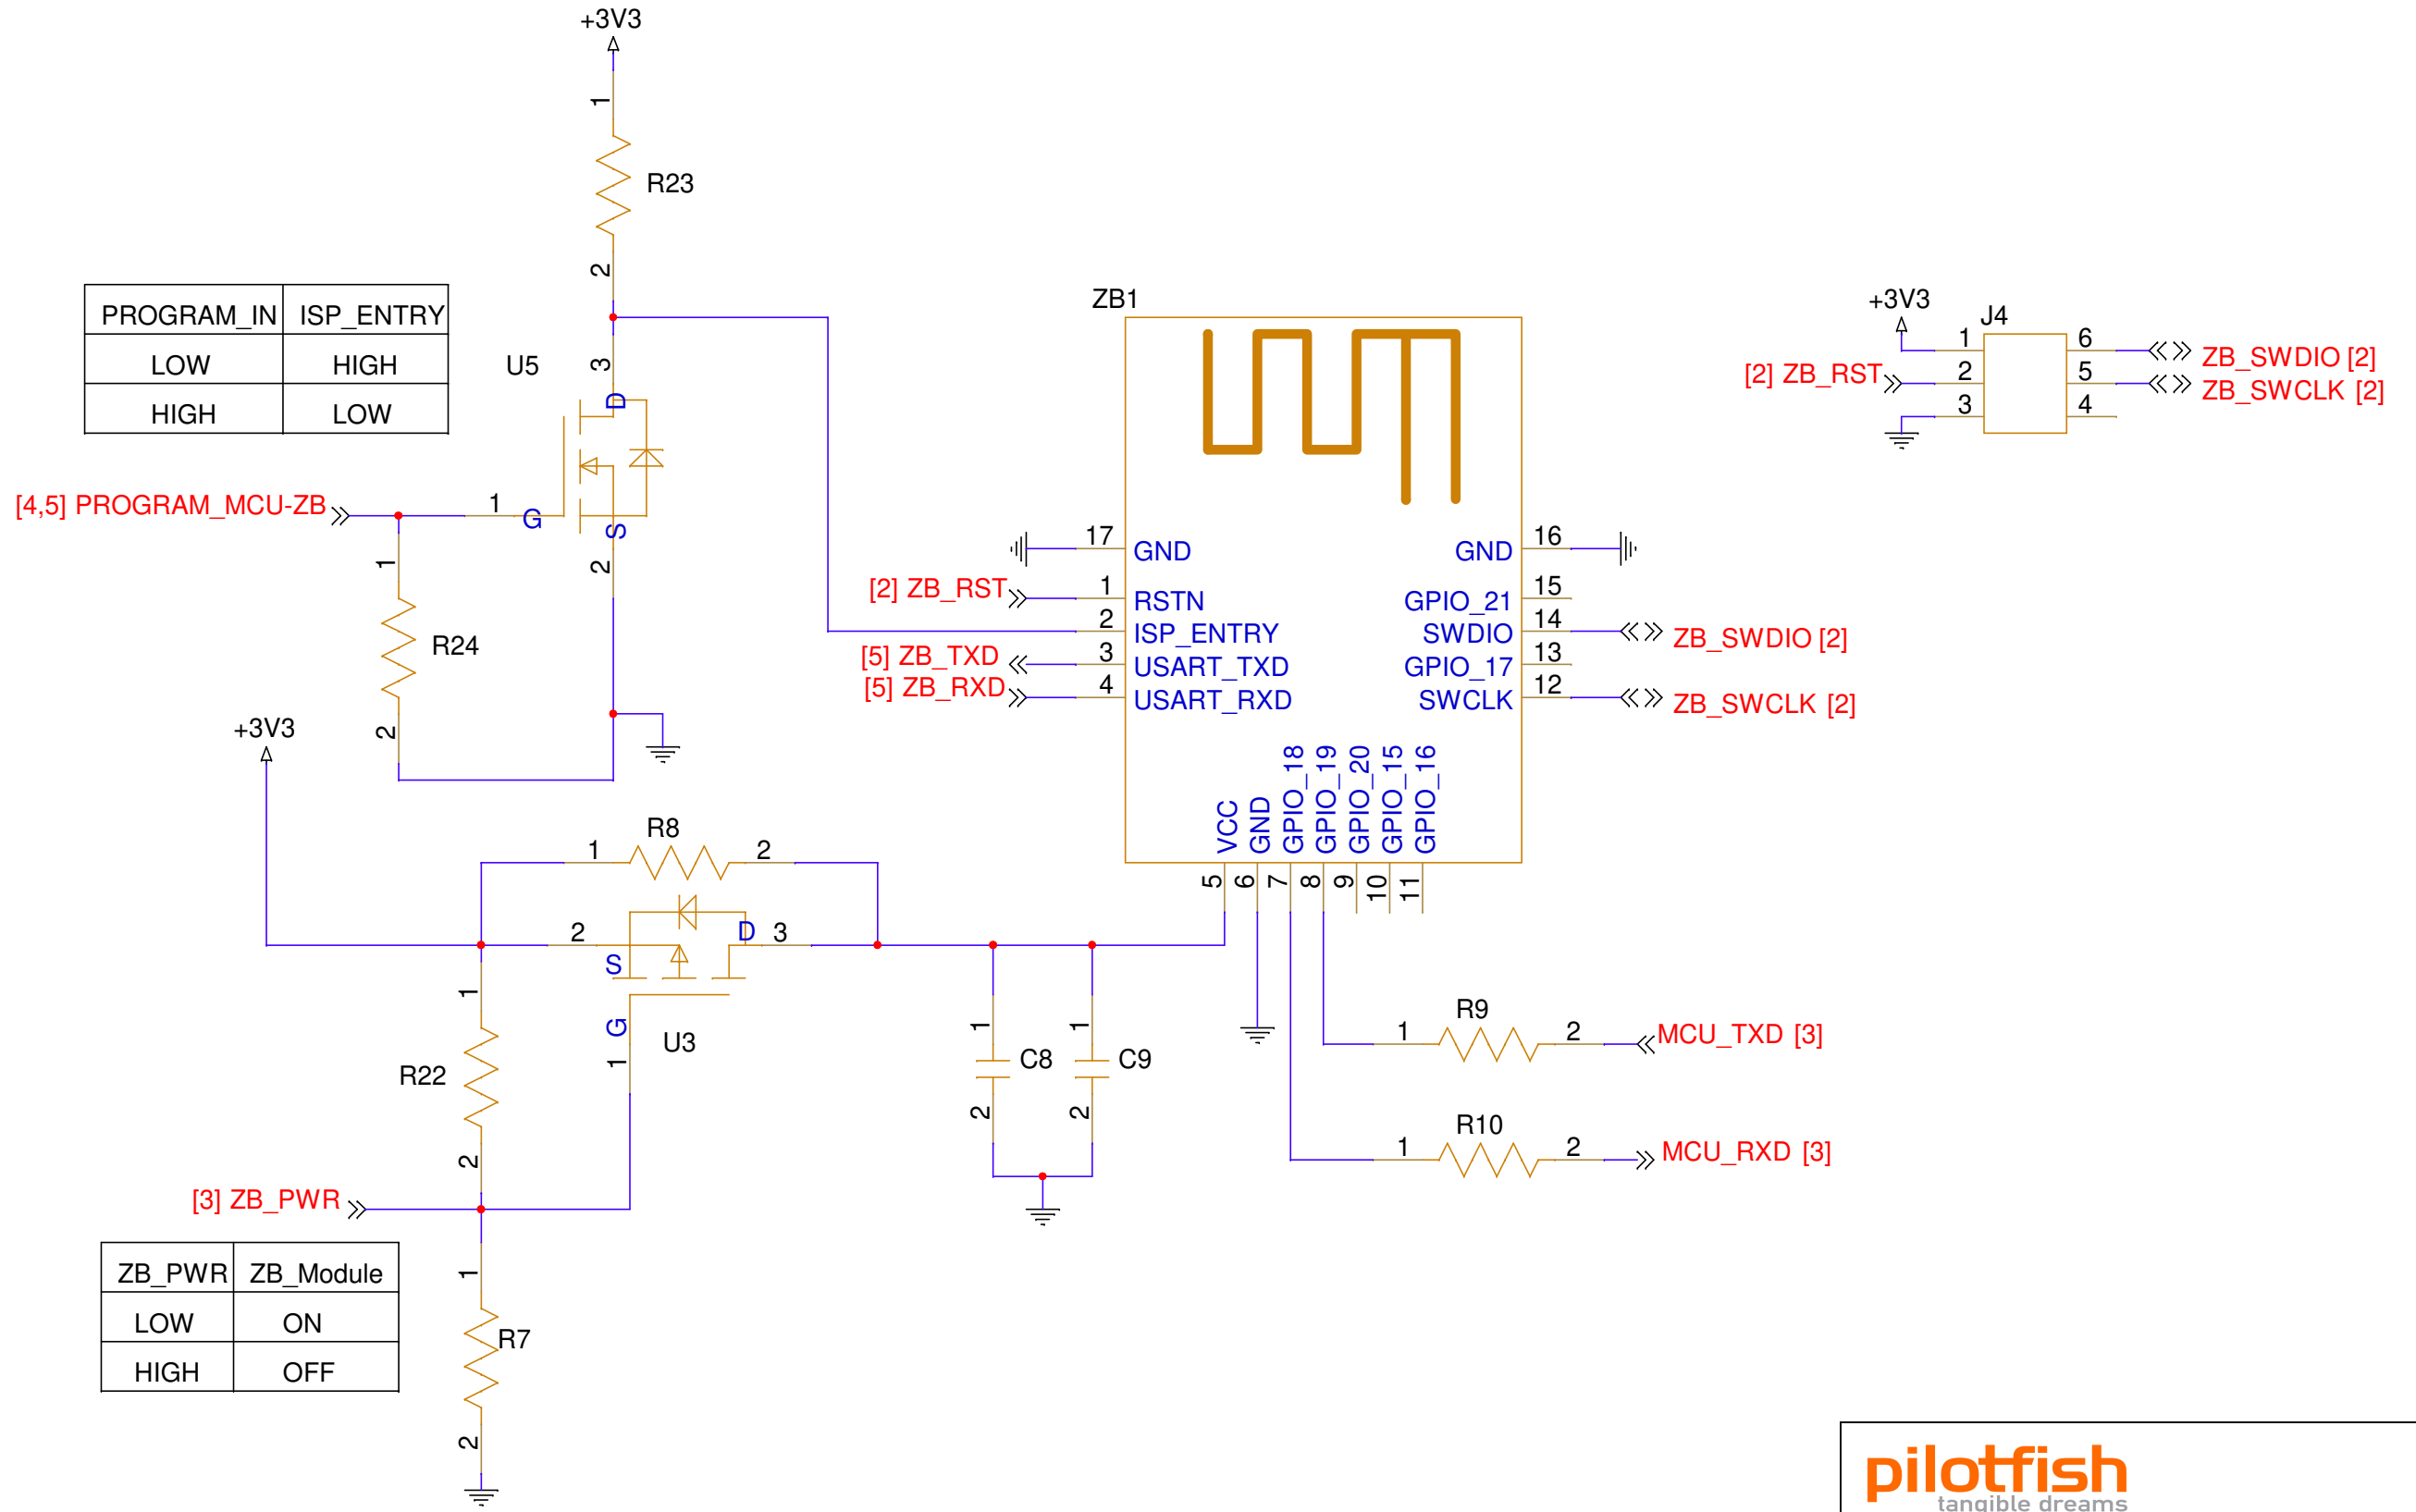 +3V3
1
R23
2
PROGRAM_IN ISP_ENTRY
LOW HIGH
HIGH LOW
U5
3
D
[4,5] PROGRAM_MCU-ZB
1
G
S
2
1
R24
2
+3V3
ZB1
17 GND
[2] ZB_RST 1 RSTN
2 ISP_ENTRY
[5] ZB_TXD 3 USART_TXD
[5] ZB_RXD 4 USART_RXD
GND 16
GPIO_21 15
SWDIO 14 ZB_SWDIO [2]
GPIO_17 13
SWCLK 12 ZB_SWCLK [2]
VCC
GND
GPIO_18
GPIO_19
GPIO_20
GPIO_15
GPIO_16
5
6
7
8
9
10
11
+3V3
J4
1
[2] ZB_RST 2
3
6 ZB_SWDIO [2]
5 ZB_SWCLK [2]
4
R8
1 2
2 D 3
S
G
U3
1
1
R22
2
[3] ZB_PWR
1
C8
2
1
C9
2
R9
1 2 MCU_TXD [3]
R10
1 2 MCU_RXD [3]
ZB_PWR ZB_Module
LOW ON
HIGH OFF
1
R7
2
pilotfish
tangible dreams